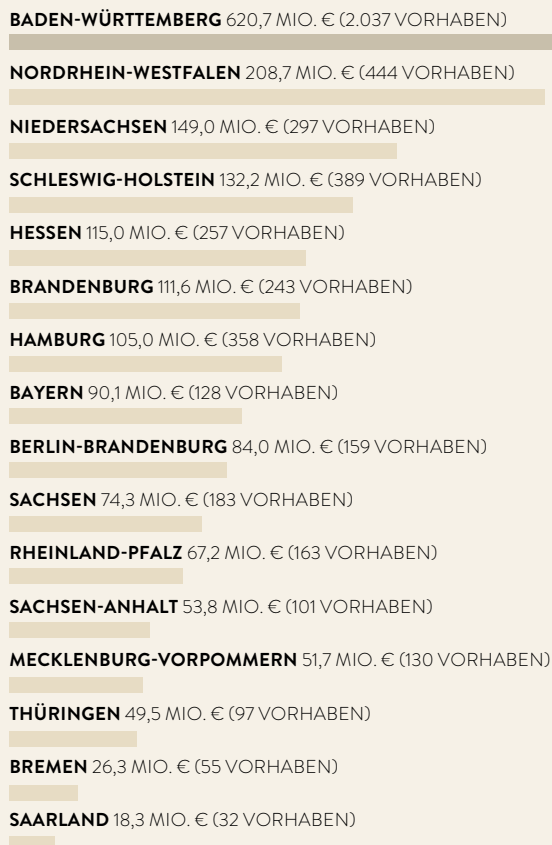 BADEN-WÜRTTEMBERG 620,7 MIO. € (2.037 VORHABEN)
NORDRHEIN-WESTFALEN 208,7 MIO. € (444 VORHABEN)
NIEDERSACHSEN 149,0 MIO. € (297 VORHABEN)
SCHLESWIG-HOLSTEIN 132,2 MIO. € (389 VORHABEN)
HESSEN 115,0 MIO. € (257 VORHABEN)
BRANDENBURG 111,6 MIO. € (243 VORHABEN)
HAMBURG 105,0 MIO. € (358 VORHABEN)
BAYERN 90,1 MIO. € (128 VORHABEN)
BERLIN-BRANDENBURG 84,0 MIO. € (159 VORHABEN)
SACHSEN 74,3 MIO. € (183 VORHABEN)
RHEINLAND-PFALZ 67,2 MIO. € (163 VORHABEN)
SACHSEN-ANHALT 53,8 MIO. € (101 VORHABEN)
MECKLENBURG-VORPOMMERN 51,7 MIO. € (130 VORHABEN)
THÜRINGEN 49,5 MIO. € (97 VORHABEN)
BREMEN 26,3 MIO. € (55 VORHABEN)
SAARLAND 18,3 MIO. € (32 VORHABEN)